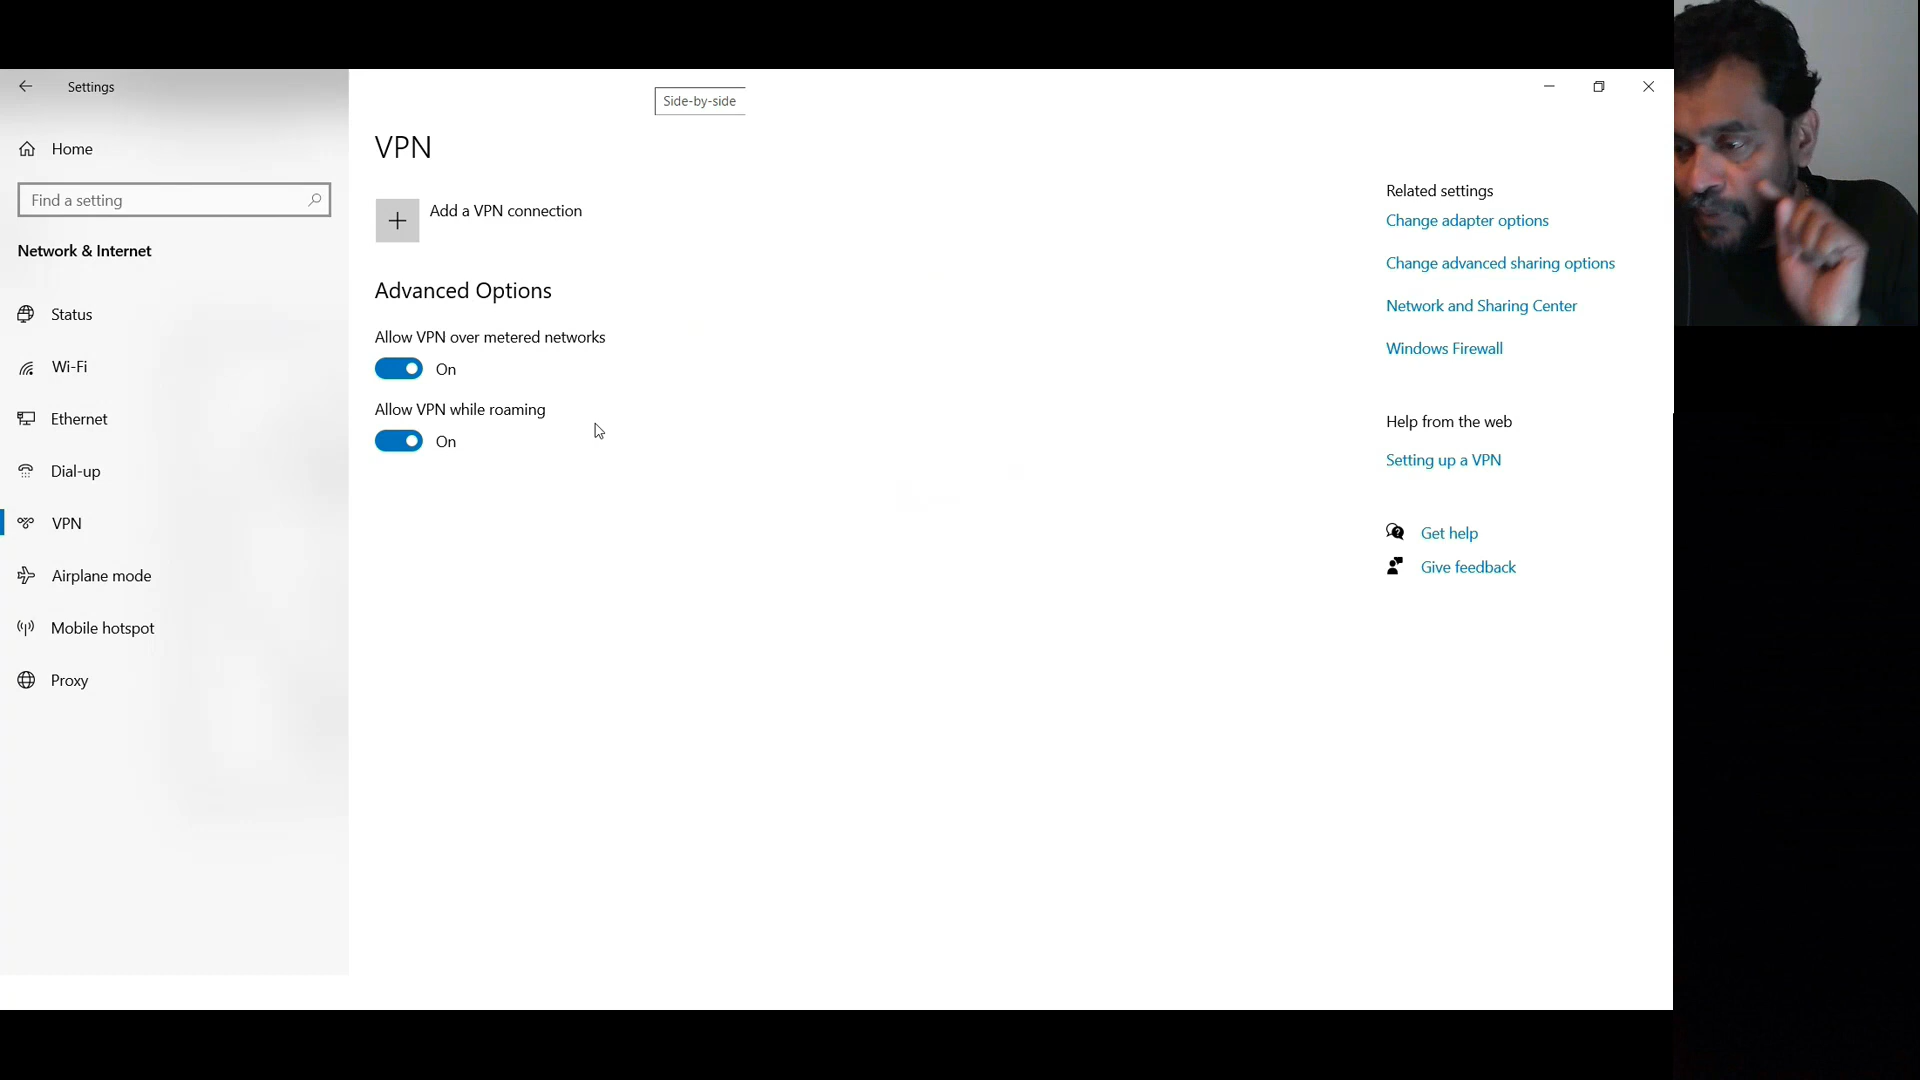 Settings
Side-by-side
Home
Find a setting
Network & Internet
Status
Wi-Fi
Ethernet
Dial-up
VPN
Airplane mode
Mobile hotspot
Proxy
VPN
Add a VPN connection
Advanced Options
Allow VPN over metered networks
On
Allow VPN while roaming
On
Related settings
Change adapter options
Change advanced sharing options
Network and Sharing Center
Windows Firewall
Help from the web
Setting up a VPN
Get help
Give feedback